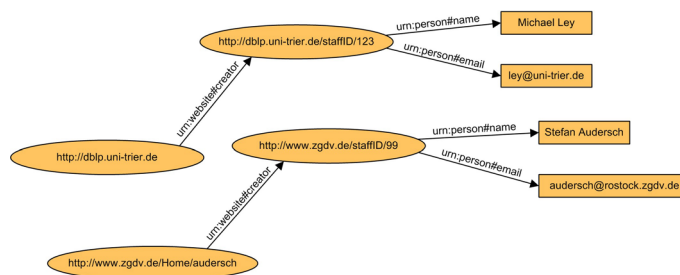 urn:person#name
Michael Ley
http://dblp.uni-trier.de/staffID/123
urn:person#email
ley@uni-trier.de
urn:website#creator
http://dblp.uni-trier.de
urn:person#name
Stefan Audersch
http://www.zgdv.de/staffID/99
urn:person#email
audersch@rostock.zgdv.de
urn:website#creator
http://www.zgdv.de/Home/audersch